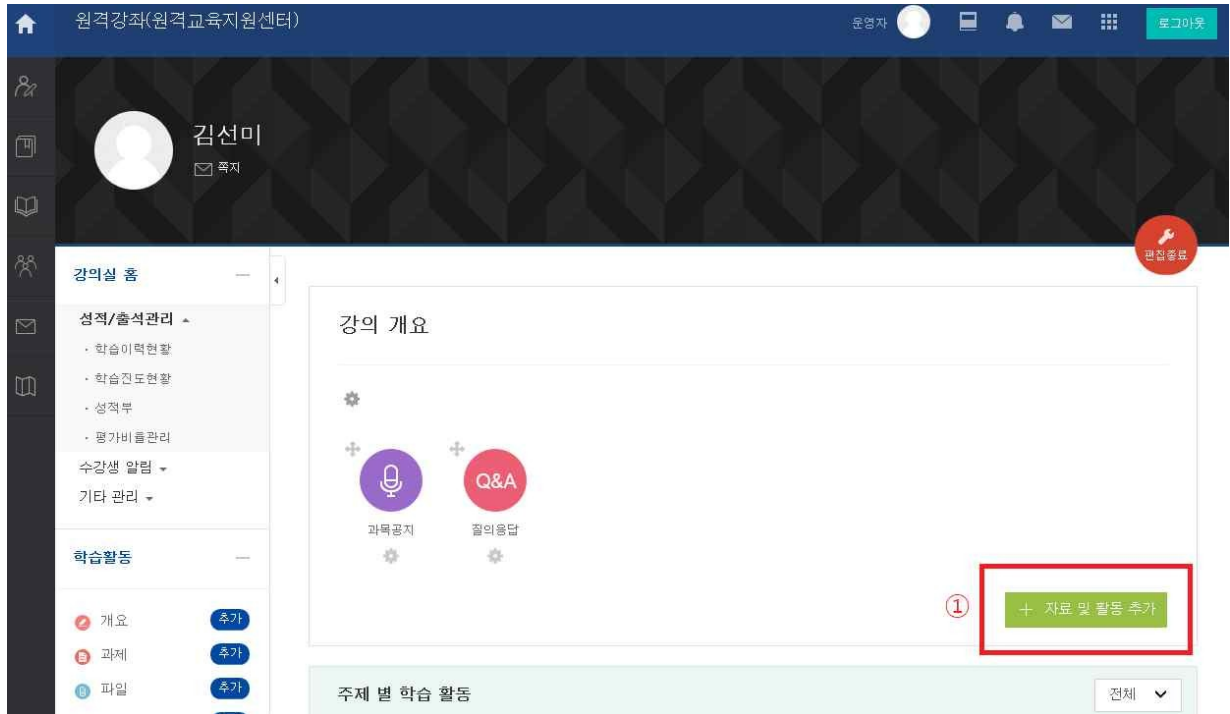 원격강좌(원격교육지원센터)
운영자
로그아웃
김선미
쪽지
편집종료
강의실 홈
성적/출석관리
· 학습이력현황
· 학습진도현황
· 성적부
· 평가비율관리
수강생 알림
기타 관리
학습활동
개요 추가
과제 추가
파일 추가
강의 개요
Q&A
과목공지
질의응답
① + 자료 및 활동 추가
주제 별 학습 활동
전체